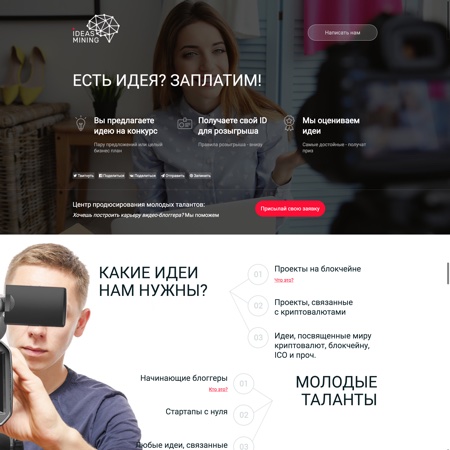 IDEAS
MINING
Написать нам
ЕСТЬ ИДЕЯ? ЗАПЛАТИМ!
Вы предлагаете
идею на конкурс
Пару предложений или целый
бизнес план
Получаете свой ID
для розыгрыша
Правила розыгрыша - внизу
Мы оцениваем
идеи
Самые достойные - получат
приз
Твитнуть
Поделиться
Поделиться
Отправить
Запинить
Центр продюсирования молодых талантов:
Хочешь построить карьеру видео-блоггера? Мы поможем
Присылай свою заявку
КАКИЕ ИДЕИ
НАМ НУЖНЫ?
01
Проекты на блокчейне
Что это?
02
Проекты, связанные
с криптовалютами
03
Идеи, посвященные миру
криптовалют, блокчейну,
ICO и проч.
Начинающие блоггеры
Кто это?
01
Стартапы с нуля
02
Любые идеи, связанные
03
МОЛОДЫЕ
ТАЛАНТЫ